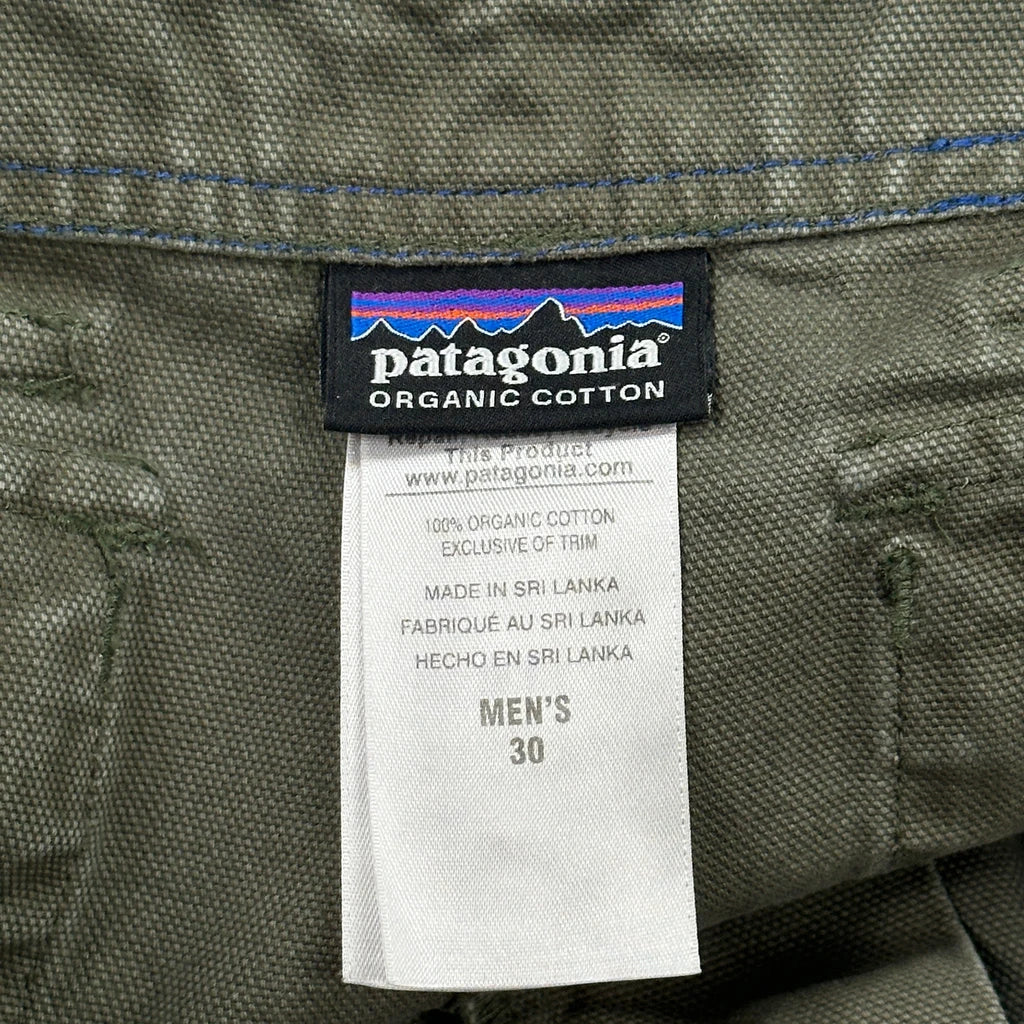 patagonia®
ORGANIC COTTON
This Product
www.patagonia.com
100% ORGANIC COTTON
EXCLUSIVE OF TRIM
MADE IN SRI LANKA
FABRIQUÉ AU SRI LANKA
HECHO EN SRI LANKA
MEN'S
30